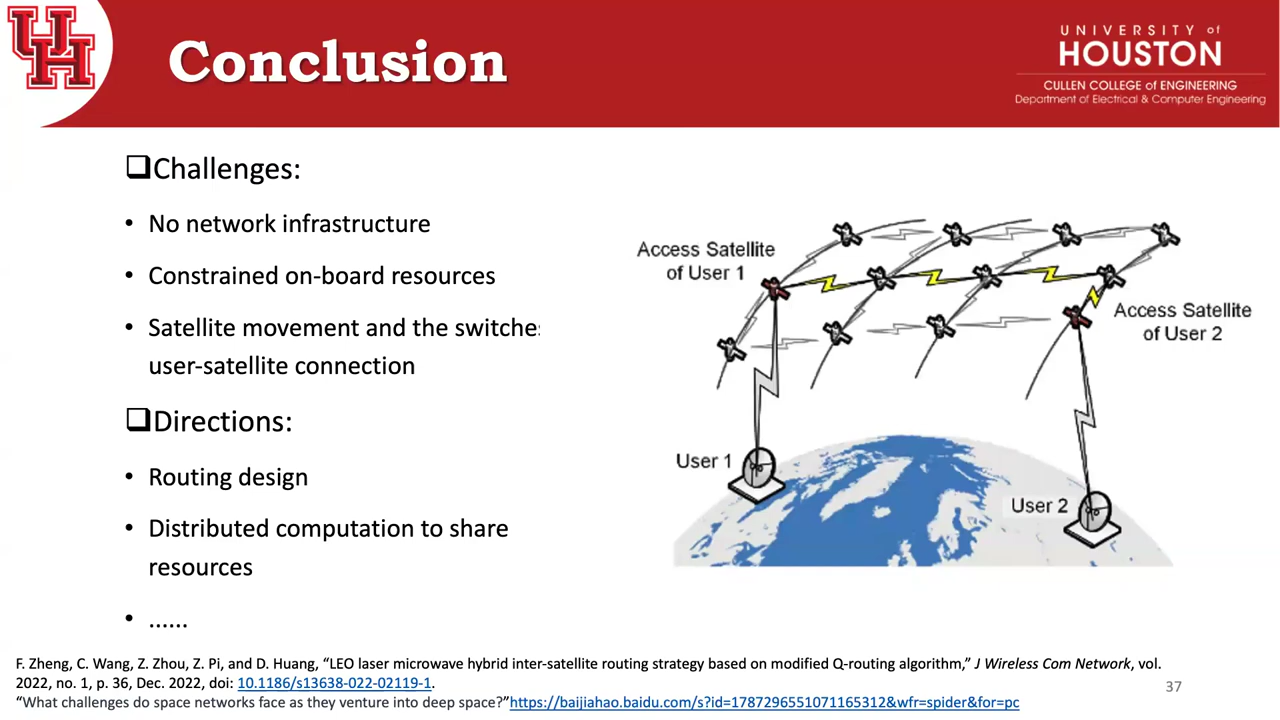 Conclusion
UNIVERSITY of
HOUSTON
CULLEN COLLEGE of ENGINEERING
Department of Electrical & Computer Engineering
❑Challenges:
• No network infrastructure
• Constrained on-board resources
• Satellite movement and the switche
user-satellite connection
❑Directions:
• Routing design
• Distributed computation to share
resources
• ......
Access Satellite
of User 1
Access Satellite
of User 2
User 1
User 2
F. Zheng, C. Wang, Z. Zhou, Z. Pi, and D. Huang, “LEO laser microwave hybrid inter-satellite routing strategy based on modified Q-routing algorithm,” J Wireless Com Network, vol.
2022, no. 1, p. 36, Dec. 2022, doi: 10.1186/s13638-022-02119-1.
“What challenges do space networks face as they venture into deep space?”https://baijiahao.baidu.com/s?id=1787296551071165312&wfr=spider&for=pc
37